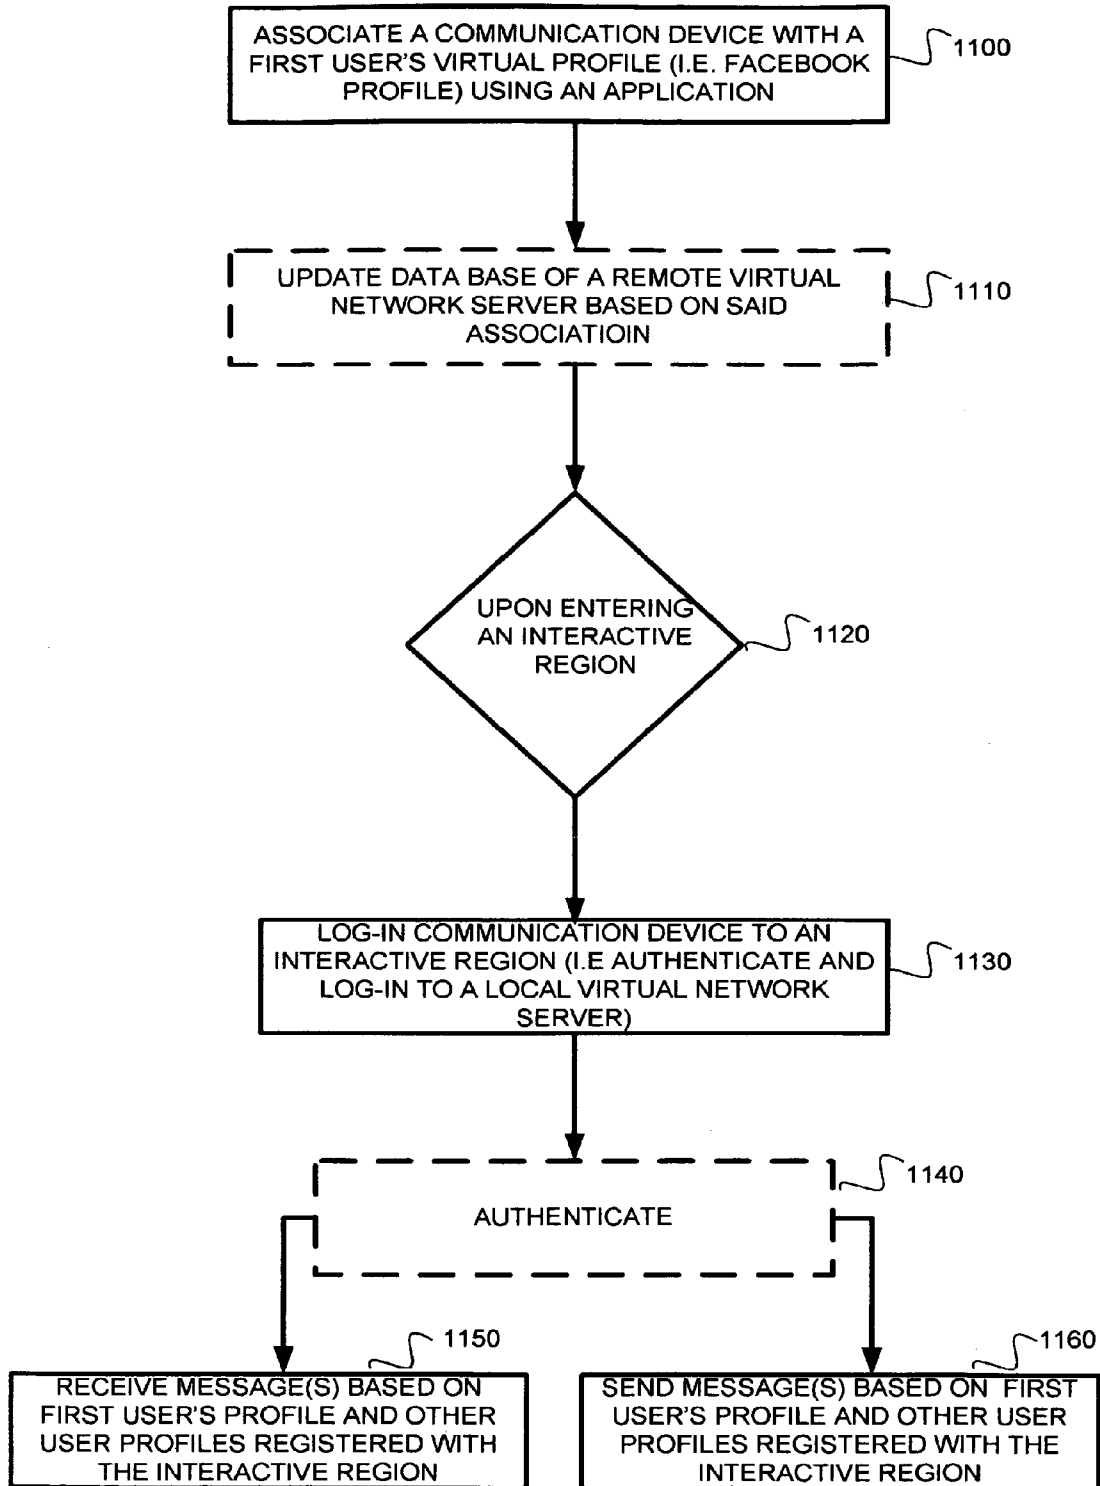 ASSOCIATE A COMMUNICATION DEVICE WITH A
FIRST USER'S VIRTUAL PROFILE (I.E. FACEBOOK
PROFILE) USING AN APPLICATION
1100
UPDATE DATA BASE OF A REMOTE VIRTUAL
NETWORK SERVER BASED ON SAID
ASSOCIATIOIN
1110
UPON ENTERING
AN INTERACTIVE
REGION
1120
LOG-IN COMMUNICATION DEVICE TO AN
INTERACTIVE REGION (I.E AUTHENTICATE AND
LOG-IN TO A LOCAL VIRTUAL NETWORK
SERVER)
1130
AUTHENTICATE
1140
1150
RECEIVE MESSAGE(S) BASED ON
FIRST USER'S PROFILE AND OTHER
USER PROFILES REGISTERED WITH
THE INTERACTIVE REGION
1160
SEND MESSAGE(S) BASED ON FIRST
USER'S PROFILE AND OTHER USER
PROFILES REGISTERED WITH THE
INTERACTIVE REGION